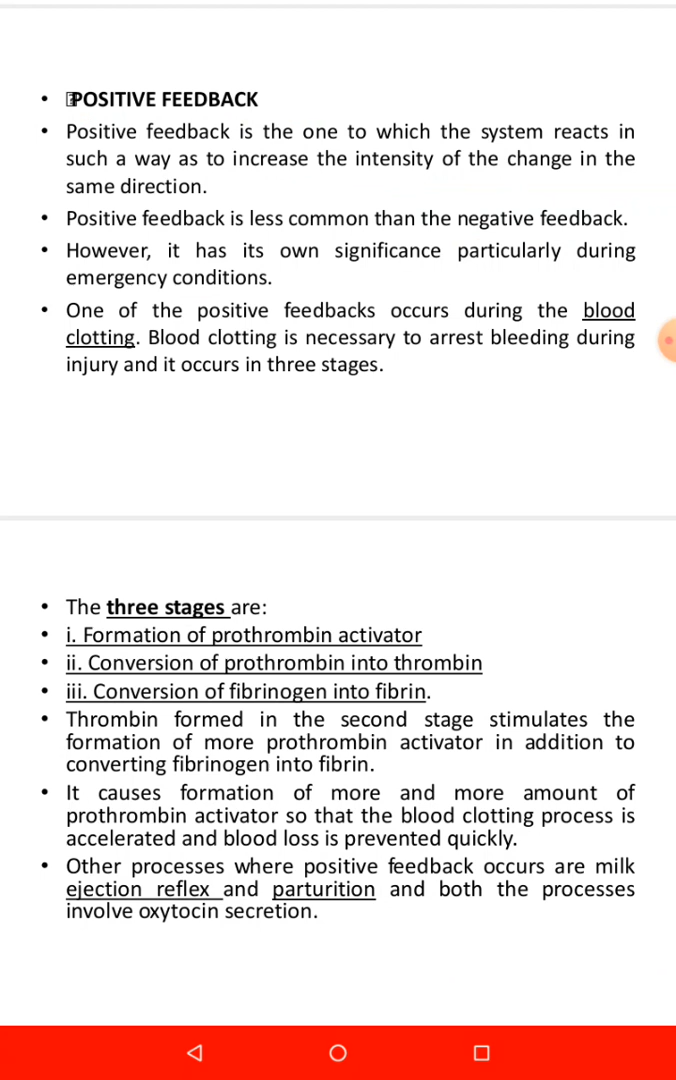 • POSITIVE FEEDBACK
• Positive feedback is the one to which the system reacts in
such a way as to increase the intensity of the change in the
same direction.
• Positive feedback is less common than the negative feedback.
• However, it has its own significance particularly during
emergency conditions.
• One of the positive feedbacks occurs during the blood
clotting. Blood clotting is necessary to arrest bleeding during
injury and it occurs in three stages.
• The three stages are:
• i. Formation of prothrombin activator
• ii. Conversion of prothrombin into thrombin
• iii. Conversion of fibrinogen into fibrin.
• Thrombin formed in the second stage stimulates the
formation of more prothrombin activator in addition to
converting fibrinogen into fibrin.
• It causes formation of more and more amount of
prothrombin activator so that the blood clotting process is
accelerated and blood loss is prevented quickly.
• Other processes where positive feedback occurs are milk
ejection reflex and parturition and both the processes
involve oxytocin secretion.